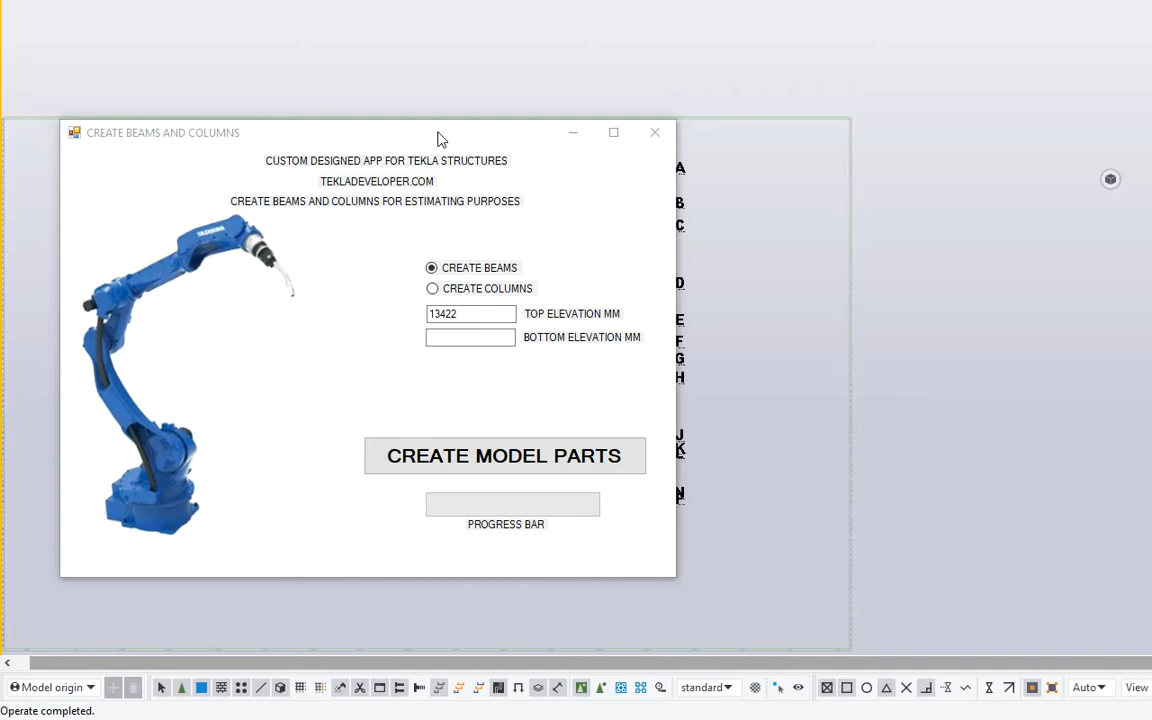 CREATE BEAMS AND COLUMNS
CUSTOM DESIGNED APP FOR TEKLA STRUCTURES
TEKLADEVELOPER.COM
CREATE BEAMS AND COLUMNS FOR ESTIMATING PURPOSES
YASKAWA
CREATE BEAMS
CREATE COLUMNS
13422 TOP ELEVATION MM
BOTTOM ELEVATION MM
CREATE MODEL PARTS
PROGRESS BAR
A
B
C
D
E
F
G
H
J
K
N
Model origin
standard
Auto
View
Operate completed.